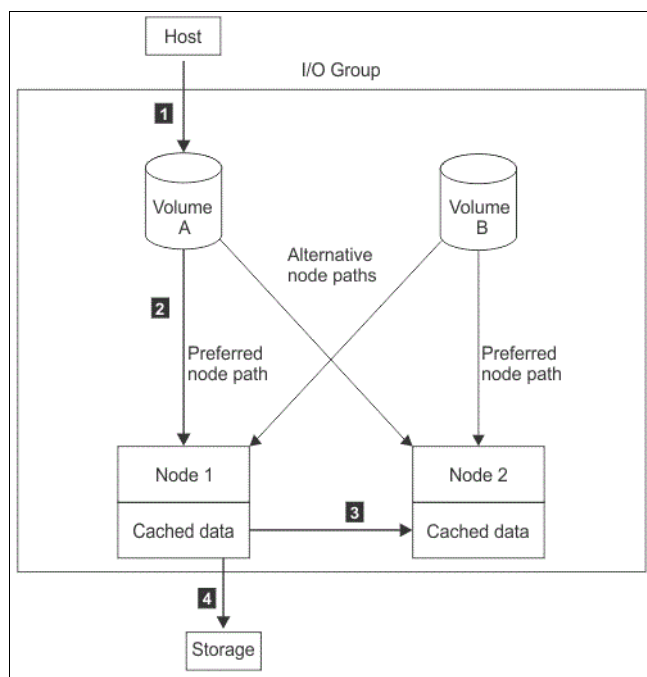 Host
I/O Group
1
Volume
A
Volume
B
Alternative
node paths
2
Preferred
node path
Preferred
node path
Node 1
Node 2
Cached data
3
Cached data
4
Storage